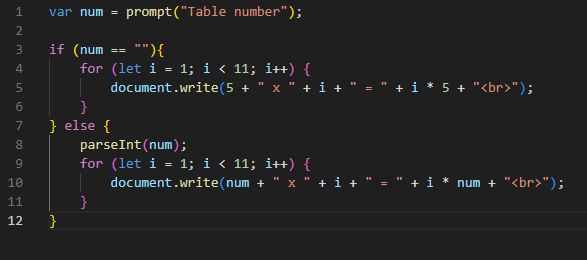 1 var num = prompt("Table number");
2
3 if (num == ""){
4     for (let i = 1; i < 11; i++) {
5         document.write(5 + " x " + i + " = " + i * 5 + "<br>");
6     }
7 } else {
8     parseInt(num);
9     for (let i = 1; i < 11; i++) {
10         document.write(num + " x " + i + " = " + i * num + "<br>");
11     }
12 }